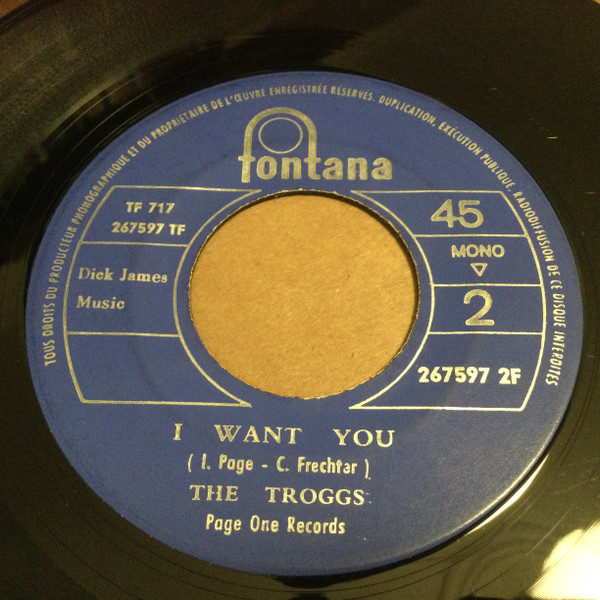 TOUS DROITS DU PRODUCTEUR PHONOGRAPHIQUE ET DU PROPRIETAIRE DE L'ŒUVRE ENREGISTRÉE RESERVÉS. DUPLICATION, EXÉCUTION PUBLIQUE, RADIODIFFUSION DE CE DISQUE INTERDITES
fontana
TF 717
267597 TF
Dick James
Music
45
MONO
2
267597 2F
I WANT YOU
( I. Page - C. Frechtar )
THE TROGGS
Page One Records